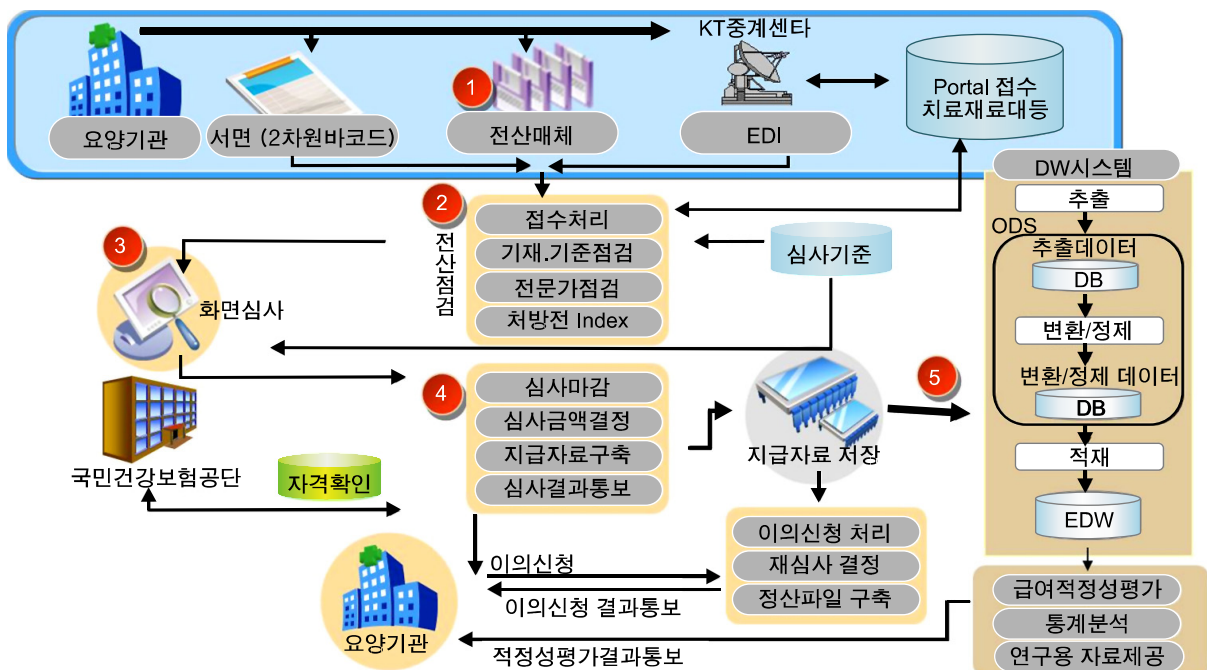 KT중계센타
1
Portal 접수
치료재료대등
요양기관
서면 (2차원바코드)
전산매체
EDI
2
전산점검
접수처리
기재.기준점검
전문가점검
처방전 Index
심사기준
3
화면심사
DW시스템
추출
ODS
추출데이터
DB
변환/정제
변환/정제 데이터
DB
적재
EDW
4
심사마감
심사금액결정
지급자료구축
심사결과통보
지급자료 저장
5
국민건강보험공단
자격확인
이의신청 처리
재심사 결정
정산파일 구축
이의신청
이의신청 결과통보
요양기관
적정성평가결과통보
급여적정성평가
통계분석
연구용 자료제공